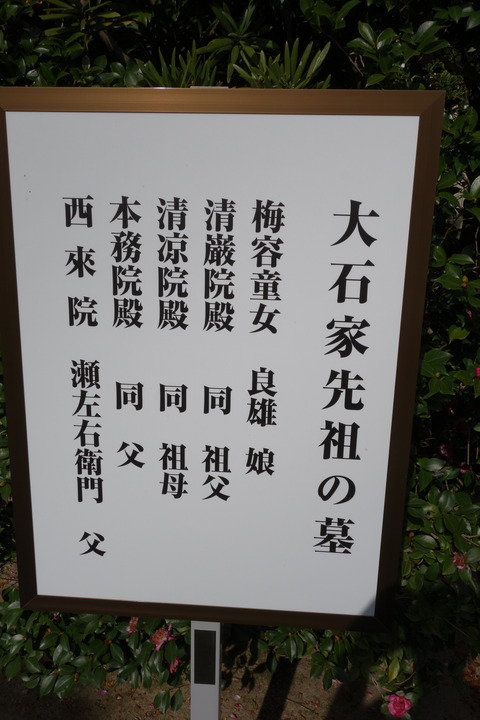 大石家先祖の墓
梅容童女 良雄 娘
清巌院殿 同 祖父
清凉院殿 同 祖母
本務院殿 同 父
西來院 瀬左右衛門 父